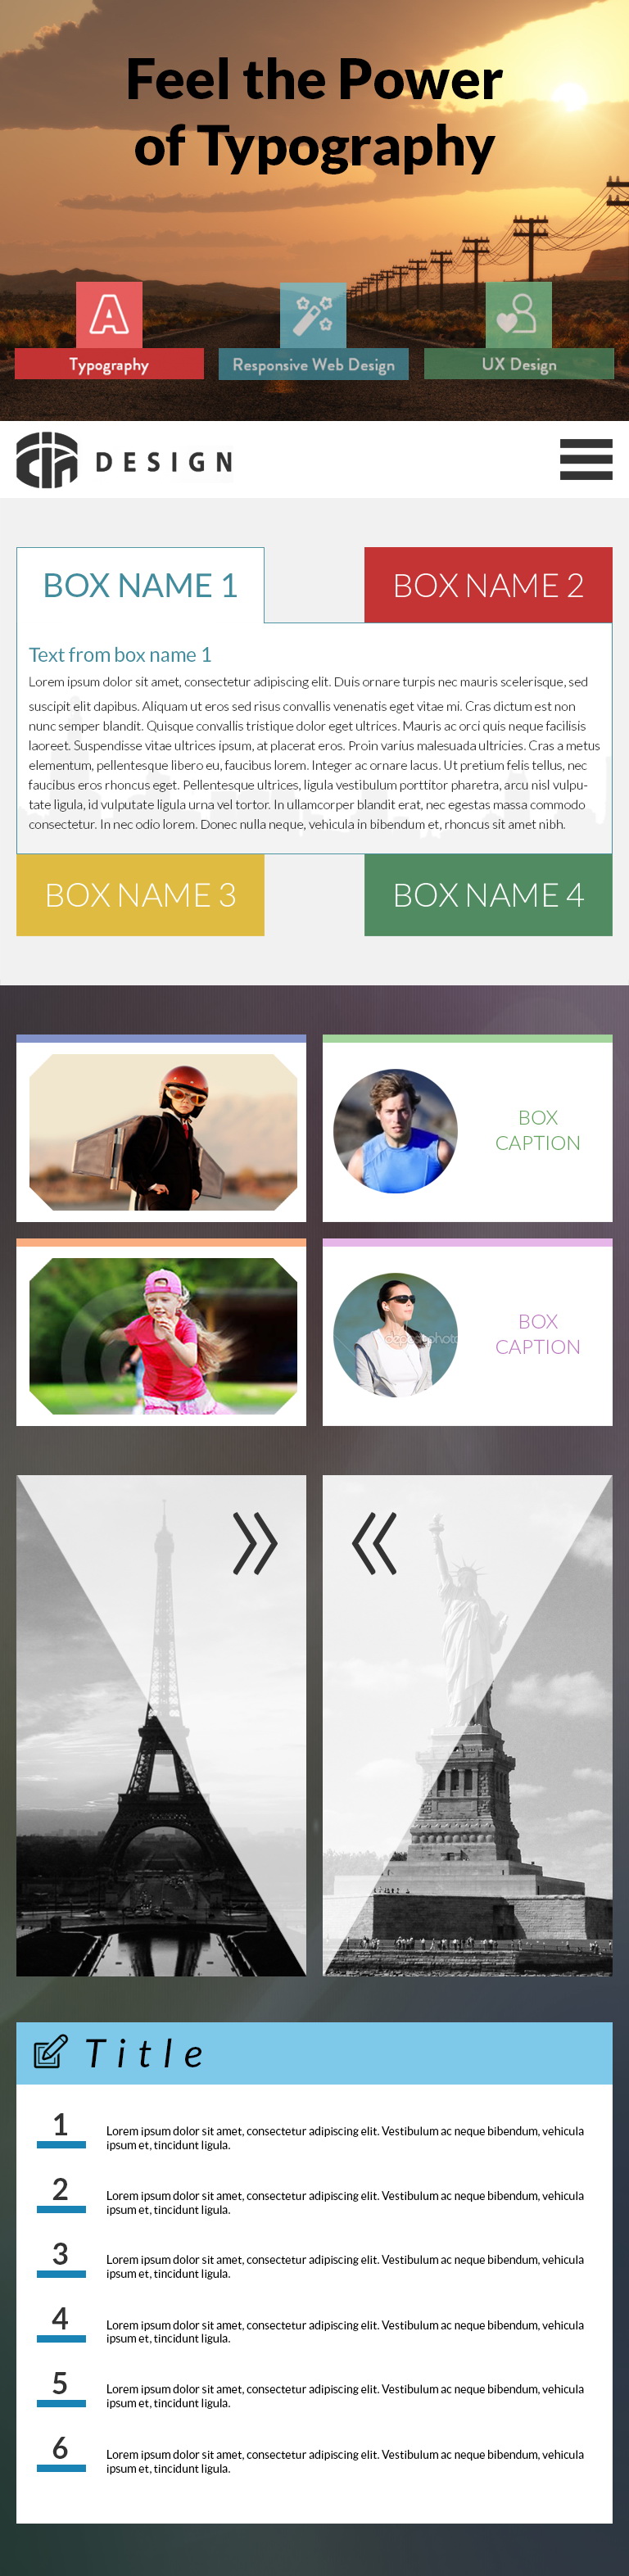 Feel the Power
of Typography
Typography
Responsive Web Design
UX Design
DESIGN
BOX NAME 1
BOX NAME 2
Text from box name 1
Lorem ipsum dolor sit amet, consectetur adipiscing elit. Duis ornare turpis nec mauris scelerisque, sed
suscipit elit dapibus. Aliquam ut eros sed risus convallis venenatis eget vitae mi. Cras dictum est non
nunc semper blandit. Quisque convallis tristique dolor eget ultrices. Mauris ac orci quis neque facilisis
laoreet. Suspendisse vitae ultrices ipsum, at placerat eros. Proin varius malesuada ultricies. Cras a metus
elementum, pellentesque libero eu, faucibus lorem. Integer ac ornare lacus. Ut pretium felis tellus, nec
faucibus eros rhoncus eget. Pellentesque ultrices, ligula vestibulum porttitor pharetra, arcu nisl vulpu-
tate ligula, id vulputate ligula urna vel tortor. In ullamcorper blandit erat, nec egestas massa commodo
consectetur. In nec odio lorem. Donec nulla neque, vehicula in bibendum et, rhoncus sit amet nibh.
BOX NAME 3
BOX NAME 4
BOX
CAPTION
BOX
CAPTION
Title
1
Lorem ipsum dolor sit amet, consectetur adipiscing elit. Vestibulum ac neque bibendum, vehicula
ipsum et, tincidunt ligula.
2
Lorem ipsum dolor sit amet, consectetur adipiscing elit. Vestibulum ac neque bibendum, vehicula
ipsum et, tincidunt ligula.
3
Lorem ipsum dolor sit amet, consectetur adipiscing elit. Vestibulum ac neque bibendum, vehicula
ipsum et, tincidunt ligula.
4
Lorem ipsum dolor sit amet, consectetur adipiscing elit. Vestibulum ac neque bibendum, vehicula
ipsum et, tincidunt ligula.
5
Lorem ipsum dolor sit amet, consectetur adipiscing elit. Vestibulum ac neque bibendum, vehicula
ipsum et, tincidunt ligula.
6
Lorem ipsum dolor sit amet, consectetur adipiscing elit. Vestibulum ac neque bibendum, vehicula
ipsum et, tincidunt ligula.